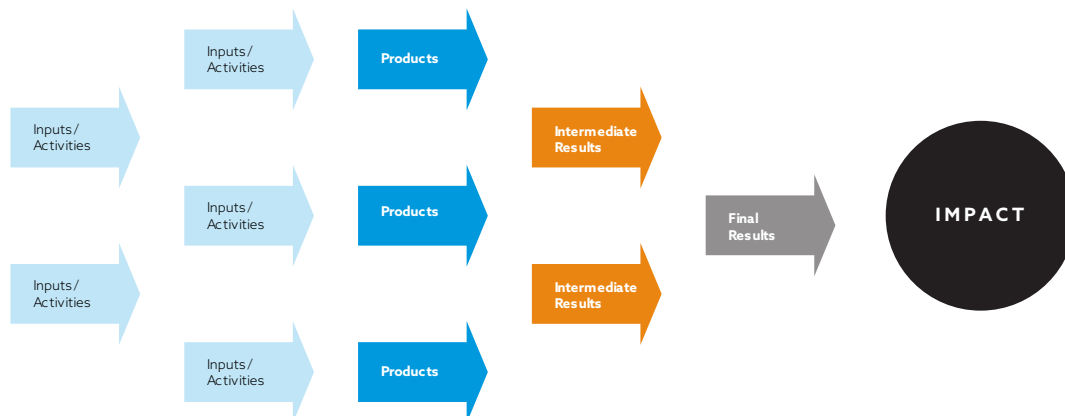 Inputs/
Activities
Products
Inputs/
Activities
Intermediate
Results
Inputs/
Activities
Products
Final
Results
IMPACT
Inputs/
Activities
Intermediate
Results
Inputs/
Activities
Products